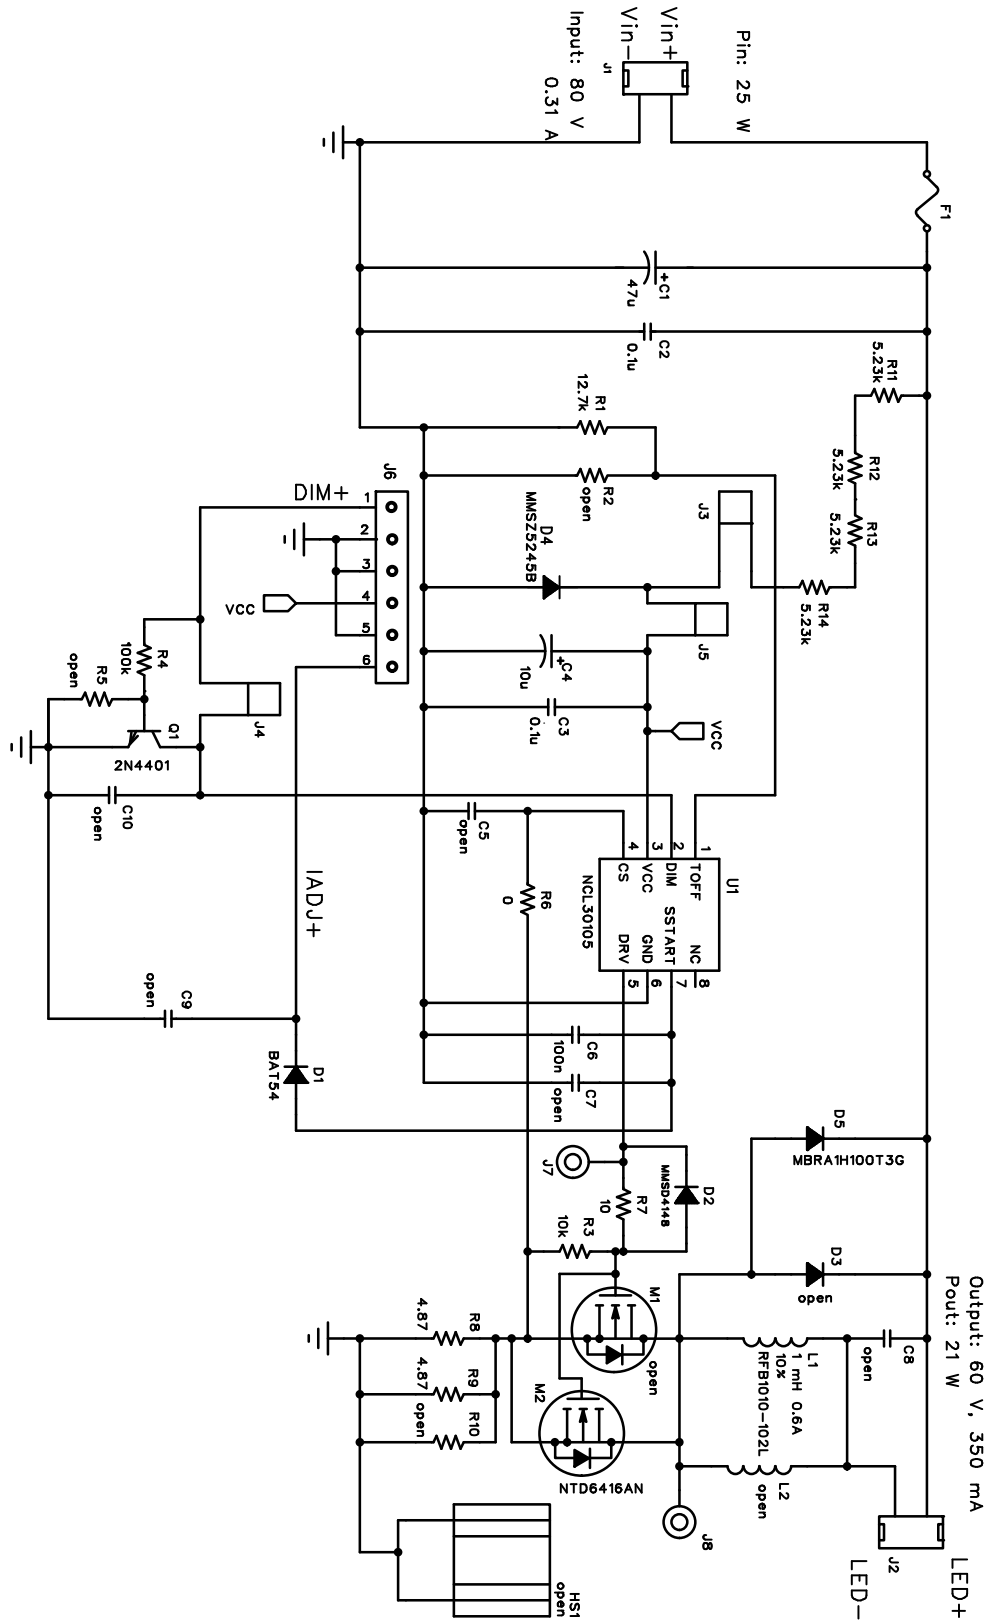 Pin: 25 W
Vin+
Vin-
Input: 80 V
0.31 A
J1
F1
+C1
47u
C2
0.1u
R11
5.23k
R12
5.23k
R13
5.23k
R14
5.23k
R1
12.7k
R2
open
J3
D4
MMSZ5245B
J5
+C4
10u
C3
0.1u
VCC
J6
1
2
3
4
5
6
DIM+
VCC
R4
100k
R5
open
J4
Q1
2N4401
C10
open
C5
open
R6
0
U1
NCL30105
1
2
3
4
TOFF
DIM
VCC
CS
NC
SSTART
GND
DRV
8
7
6
5
IADJ+
C9
open
D1
BAT54
C6
100n
C7
open
J7
R7
10
D2
MMSD4148
R3
10k
D5
MBRA1H100T3G
D3
open
M1
open
M2
NTD6416AN
R8
4.87
R9
4.87
R10
open
L1
1 mH 0.6A
10%
RFB1010-102L
C8
open
L2
open
J8
HS1
open
Output: 60 V, 350 mA
Pout: 21 W
J2
LED+
LED-